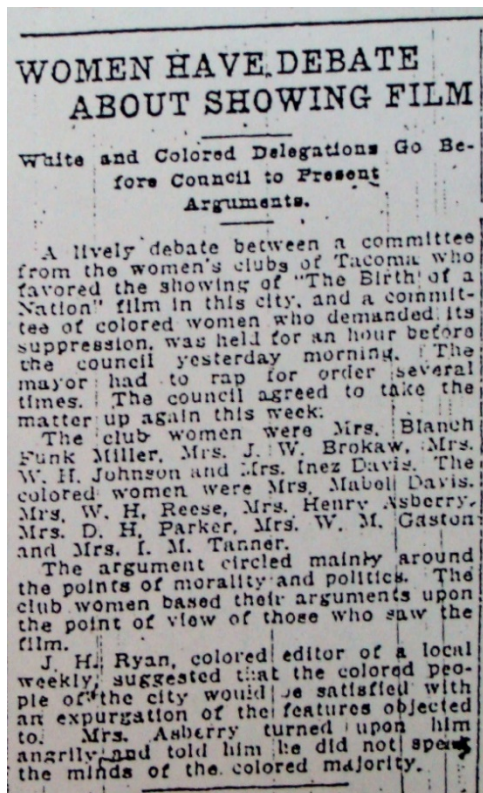 WOMEN HAVE DEBATE
ABOUT SHOWING FILM
White and Colored Delegations Go Be-
fore Council to Present
Arguments.
A lively debate between a committee
from the women's clubs of Tacoma who
favored the showing of "The Birth of a
Nation" film in this city, and a commit-
tee of colored women who demanded its
suppression, was held for an hour before
the council yesterday morning. The
mayor had to rap for order several
times. The council agreed to take the
matter up again this week.
The club women were Mrs. Blanch
Funk Miller, Mrs. J. W. Brokaw, Mrs.
W. H. Johnson and Mrs. Inez Davis. The
colored women were Mrs. Mabell Davis,
Mrs. W. H. Reese, Mrs. Henry Asberry,
Mrs. D. H. Parker, Mrs. W. M. Gaston
and Mrs. I. M. Tanner.
The argument circled mainly around
the points of morality and politics. The
club women based their arguments upon
the point of view of those who saw the
film.
J. H. Ryan, colored editor of a local
weekly, suggested that the colored peo-
ple of the city would be satisfied with
an expurgation of the features objected
to. Mrs. Asberry turned upon him
angrily and told him he did not speak
the minds of the colored majority.